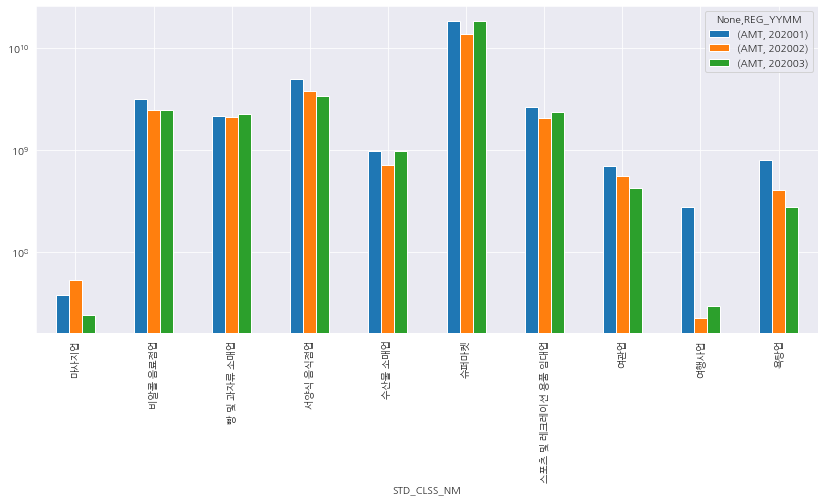 None,REG_YYMM
(AMT, 202001)
(AMT, 202002)
(AMT, 202003)
10¹⁰
10⁹
10⁸
마사지업
비알콜 음료점업
빵 및 과자류 소매업
서양식 음식점업
수산물 소매업
슈퍼마켓
스포츠 및 레크레이션 용품 임대업
여관업
여행사업
욕탕업
STD_CLSS_NM